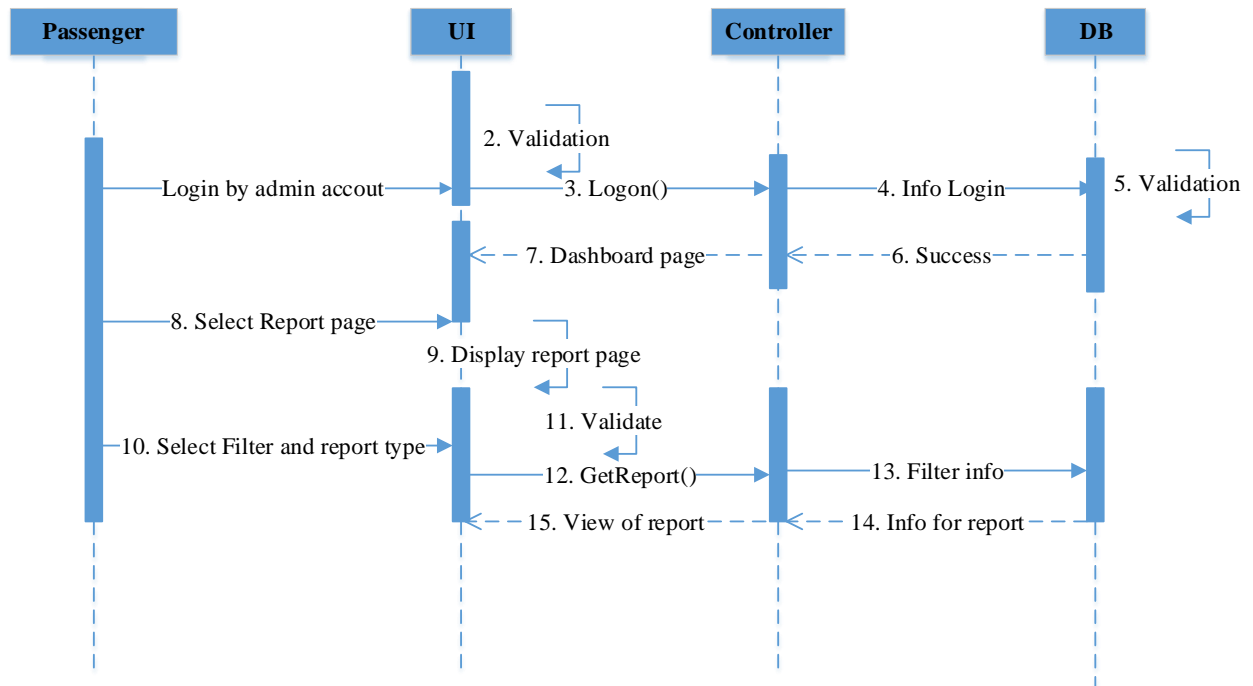 Passenger
UI
Controller
DB
2. Validation
Login by admin accout
3. Logon()
4. Info Login
5. Validation
7. Dashboard page
6. Success
8. Select Report page
9. Display report page
11. Validate
10. Select Filter and report type
12. GetReport()
13. Filter info
15. View of report
14. Info for report